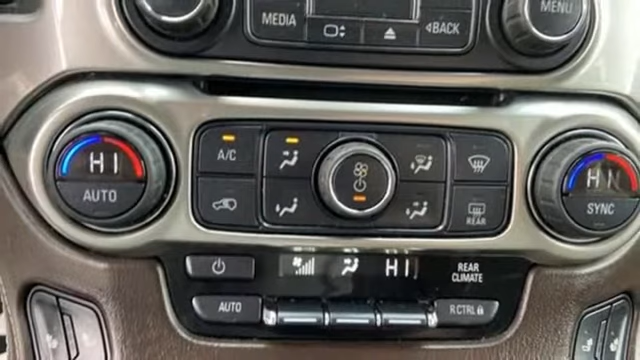 MEDIA
BACK
MENU
HI
AUTO
A/C
REAR
HI
SYNC
HI
REAR
CLIMATE
AUTO
R CTRL